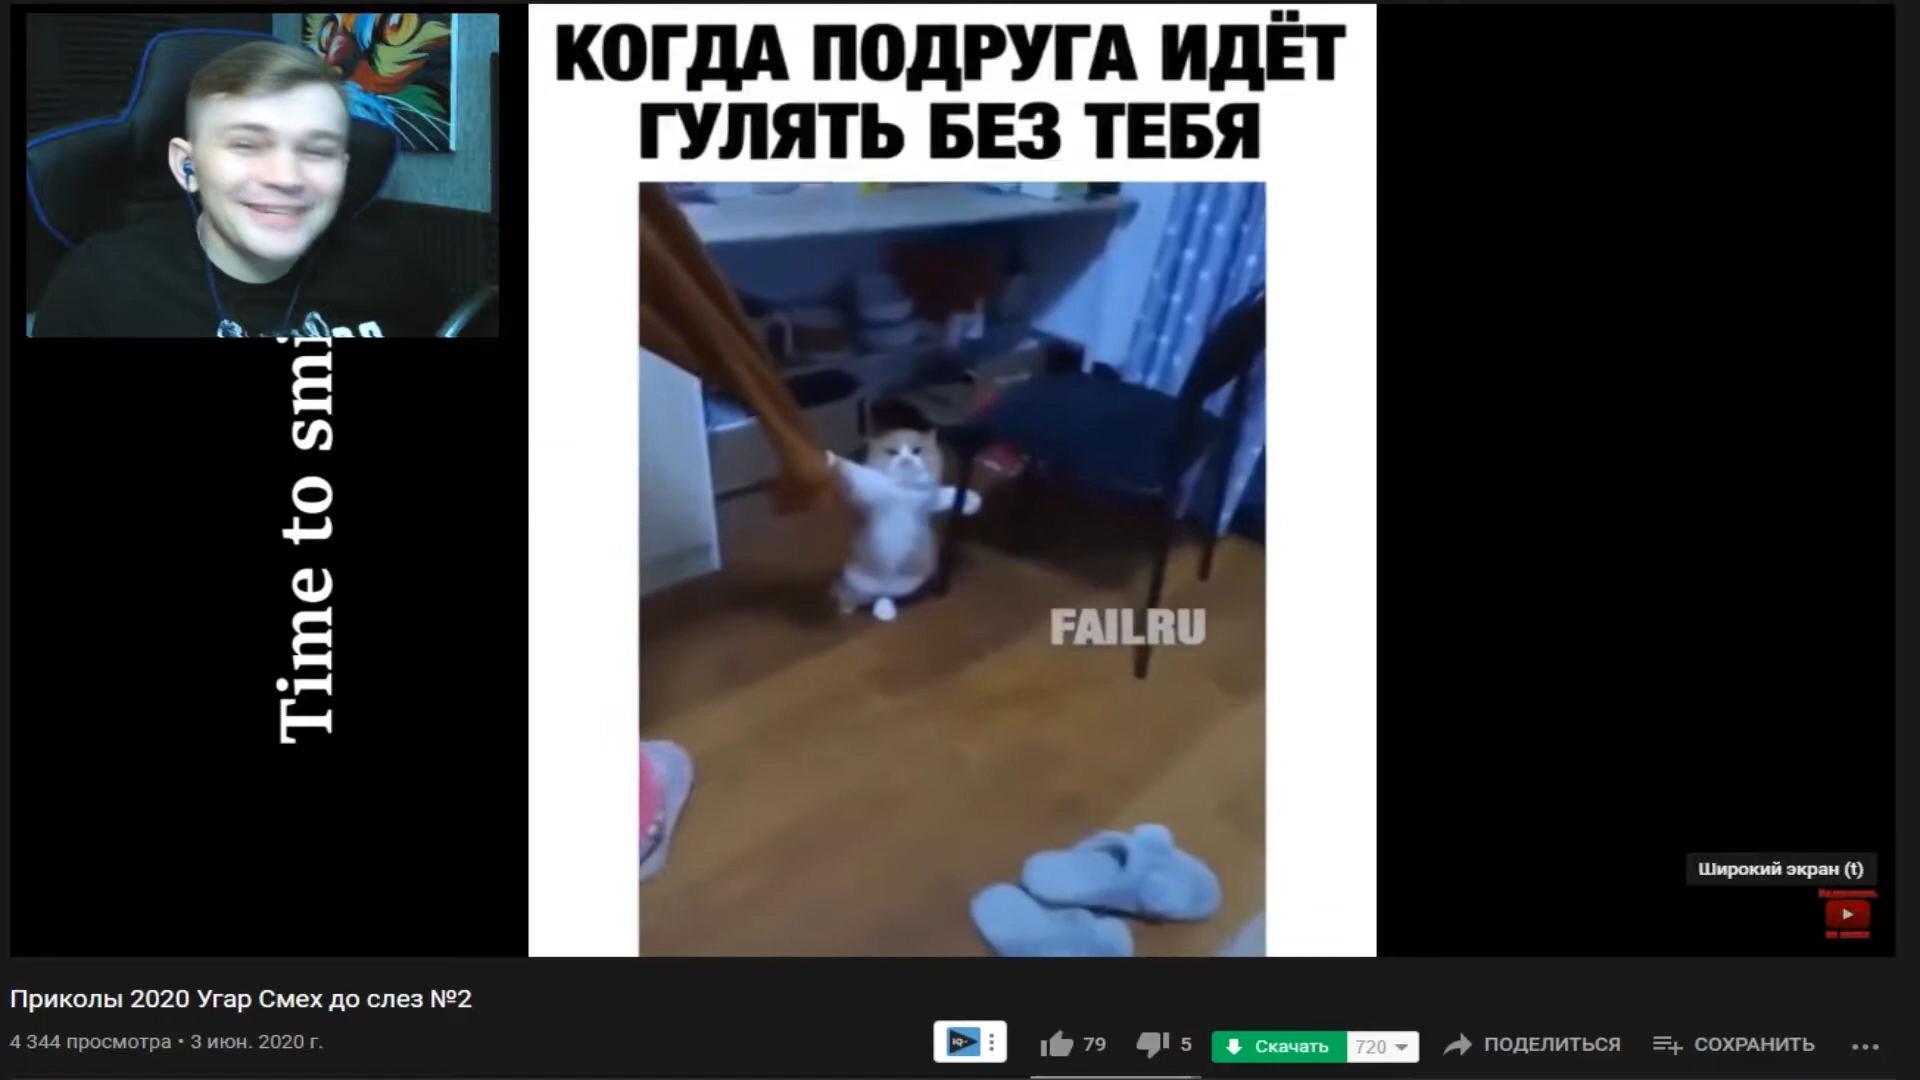 КОГДА ПОДРУГА ИДЁТ
ГУЛЯТЬ БЕЗ ТЕБЯ
Time to smi
FAILRU
Широкий экран (t)
Приколы 2020 Угар Смех до слез №2
4 344 просмотра • 3 июн. 2020 г.
79
5
Скачать
720
ПОДЕЛИТЬСЯ
СОХРАНИТЬ